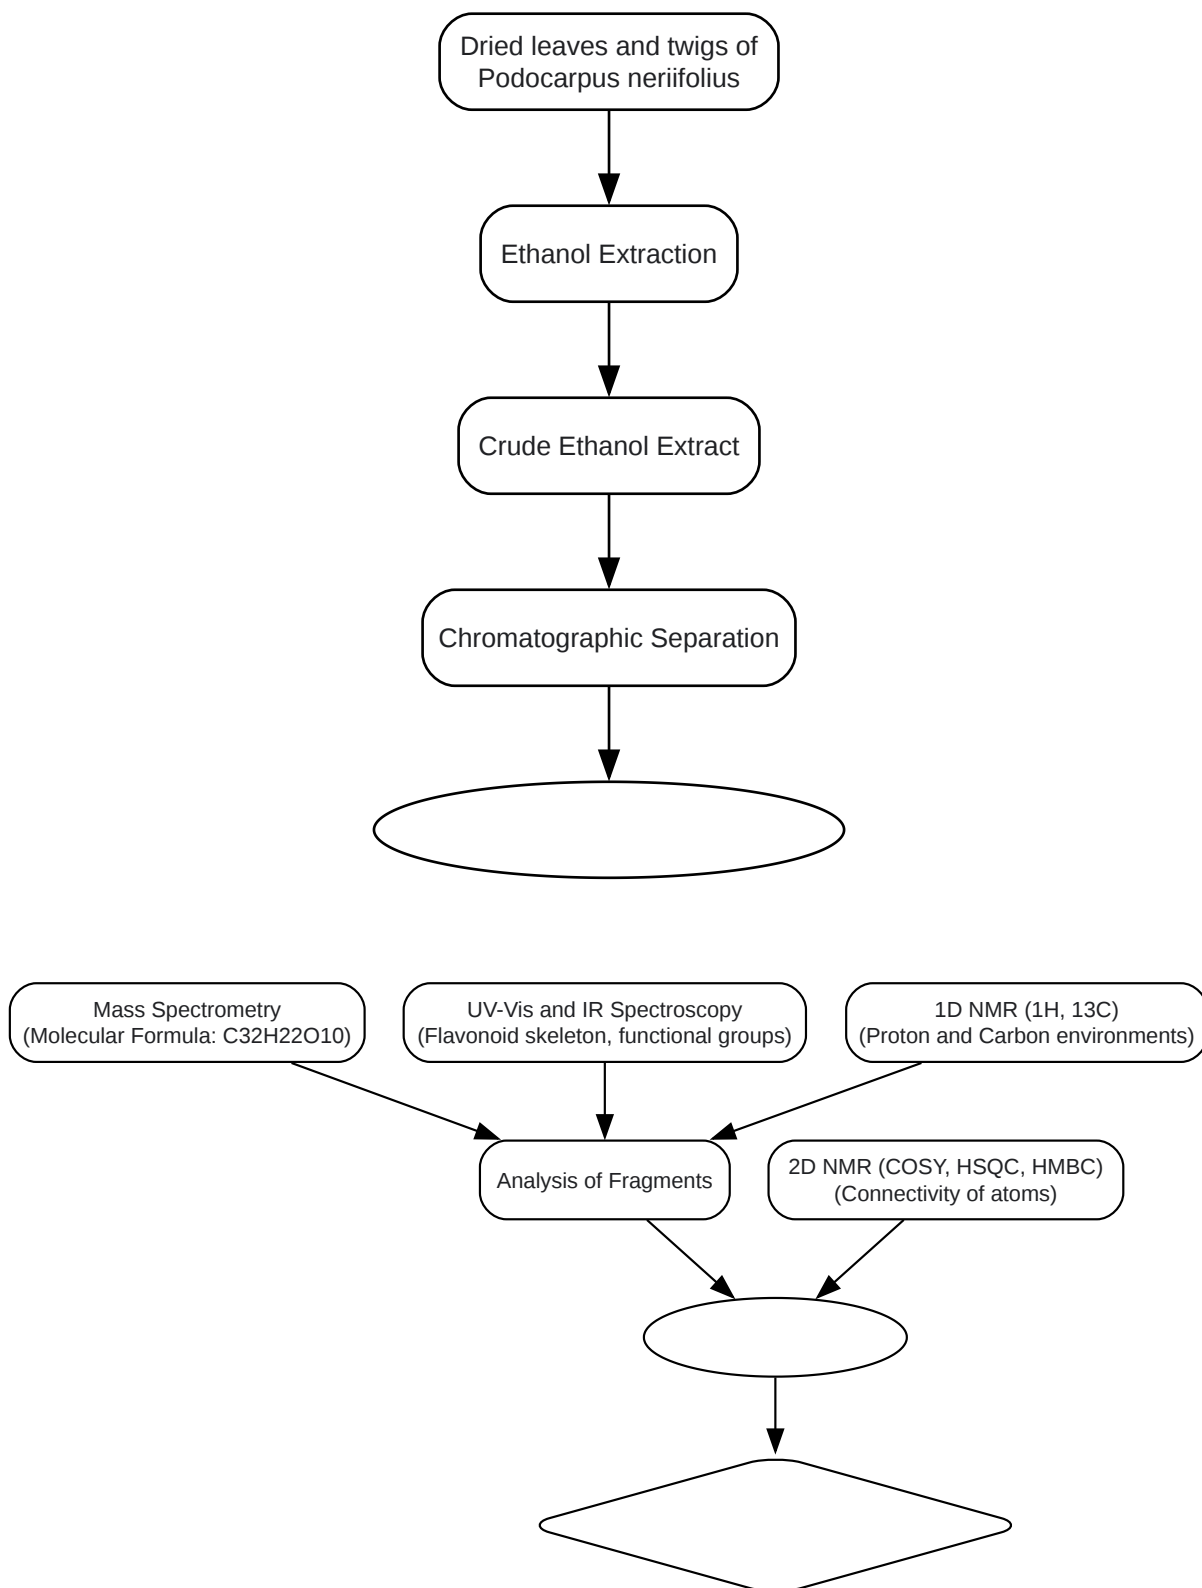 Dried leaves and twigs of
Podocarpus neriifolius
Ethanol Extraction
Crude Ethanol Extract
Chromatographic Separation
Mass Spectrometry
(Molecular Formula: C32H22O10)
UV-Vis and IR Spectroscopy
(Flavonoid skeleton, functional groups)
1D NMR (1H, 13C)
(Proton and Carbon environments)
Analysis of Fragments
2D NMR (COSY, HSQC, HMBC)
(Connectivity of atoms)